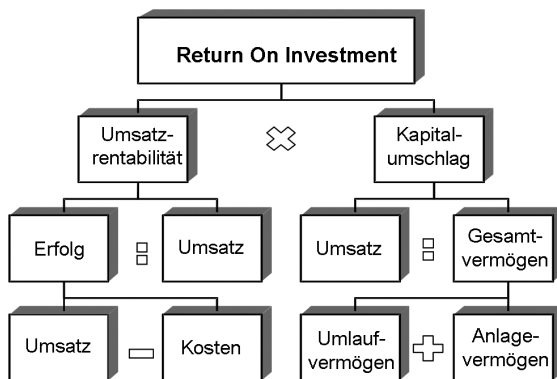 Return On Investment
Umsatz-
rentabilität
Kapital-
umschlag
Erfolg
Umsatz
Umsatz
Gesamt-
vermögen
Umsatz
Kosten
Umlauf-
vermögen
Anlage-
vermögen